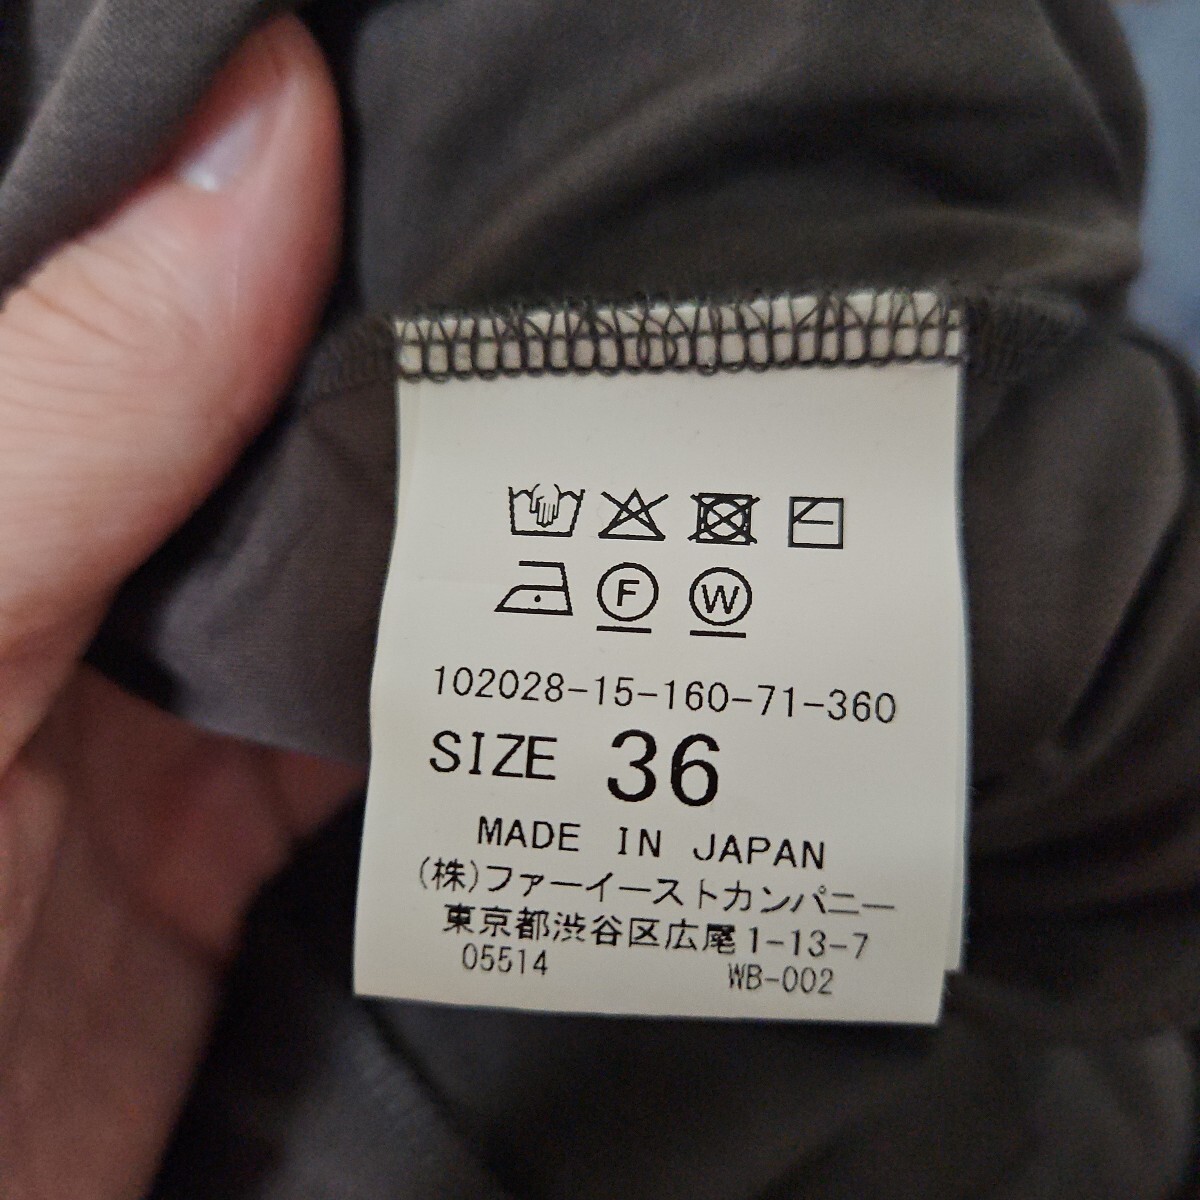 F W
102028-15-160-71-360
SIZE 36
MADE IN JAPAN
(株)ファーイーストカンパニー
東京都渋谷区広尾1-13-7
05514 WB-002